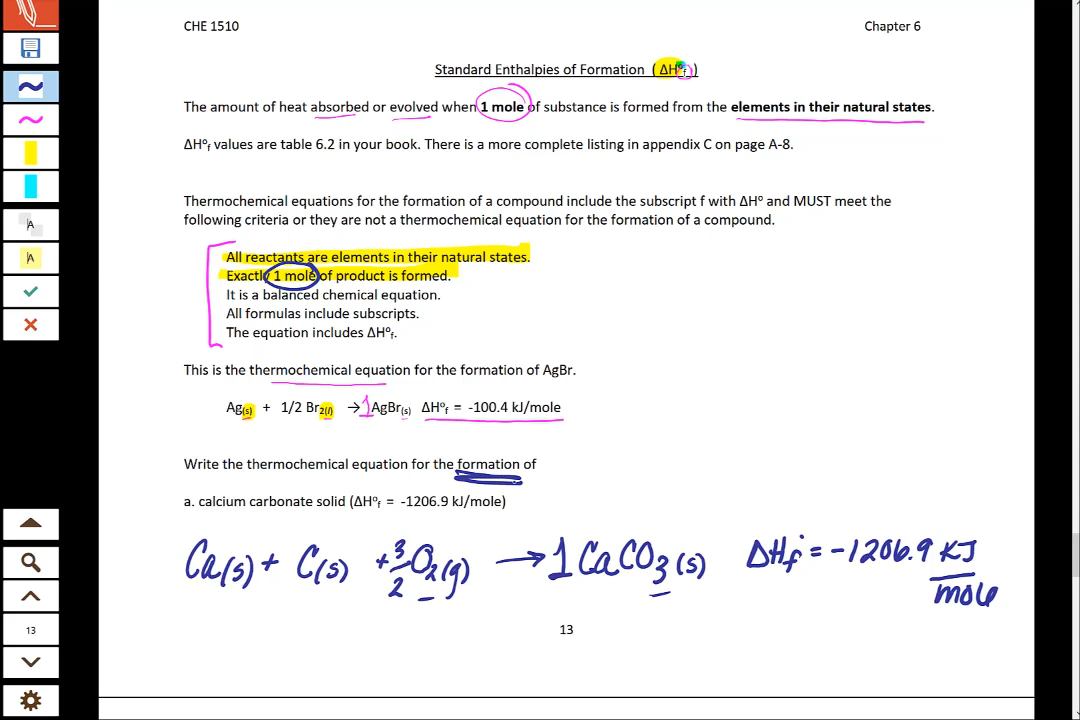 CHE 1510 Chapter 6
Standard Enthalpies of Formation ( ΔH°f )
The amount of heat absorbed or evolved when 1 mole of substance is formed from the elements in their natural states.
ΔH°f values are table 6.2 in your book. There is a more complete listing in appendix C on page A-8.
Thermochemical equations for the formation of a compound include the subscript f with ΔH° and MUST meet the
following criteria or they are not a thermochemical equation for the formation of a compound.
All reactants are elements in their natural states.
Exactly 1 mole of product is formed.
It is a balanced chemical equation.
All formulas include subscripts.
The equation includes ΔH°f.
This is the thermochemical equation for the formation of AgBr.
Ag(s) + 1/2 Br2(l) → 1 AgBr(s) ΔH°f = -100.4 kJ/mole
Write the thermochemical equation for the formation of
a. calcium carbonate solid (ΔH°f = -1206.9 kJ/mole)
Ca(s) + C(s) + 3/2 O2(g) → 1 CaCO3(s) ΔHf° = -1206.9 KJ/mole
13
13
A
A